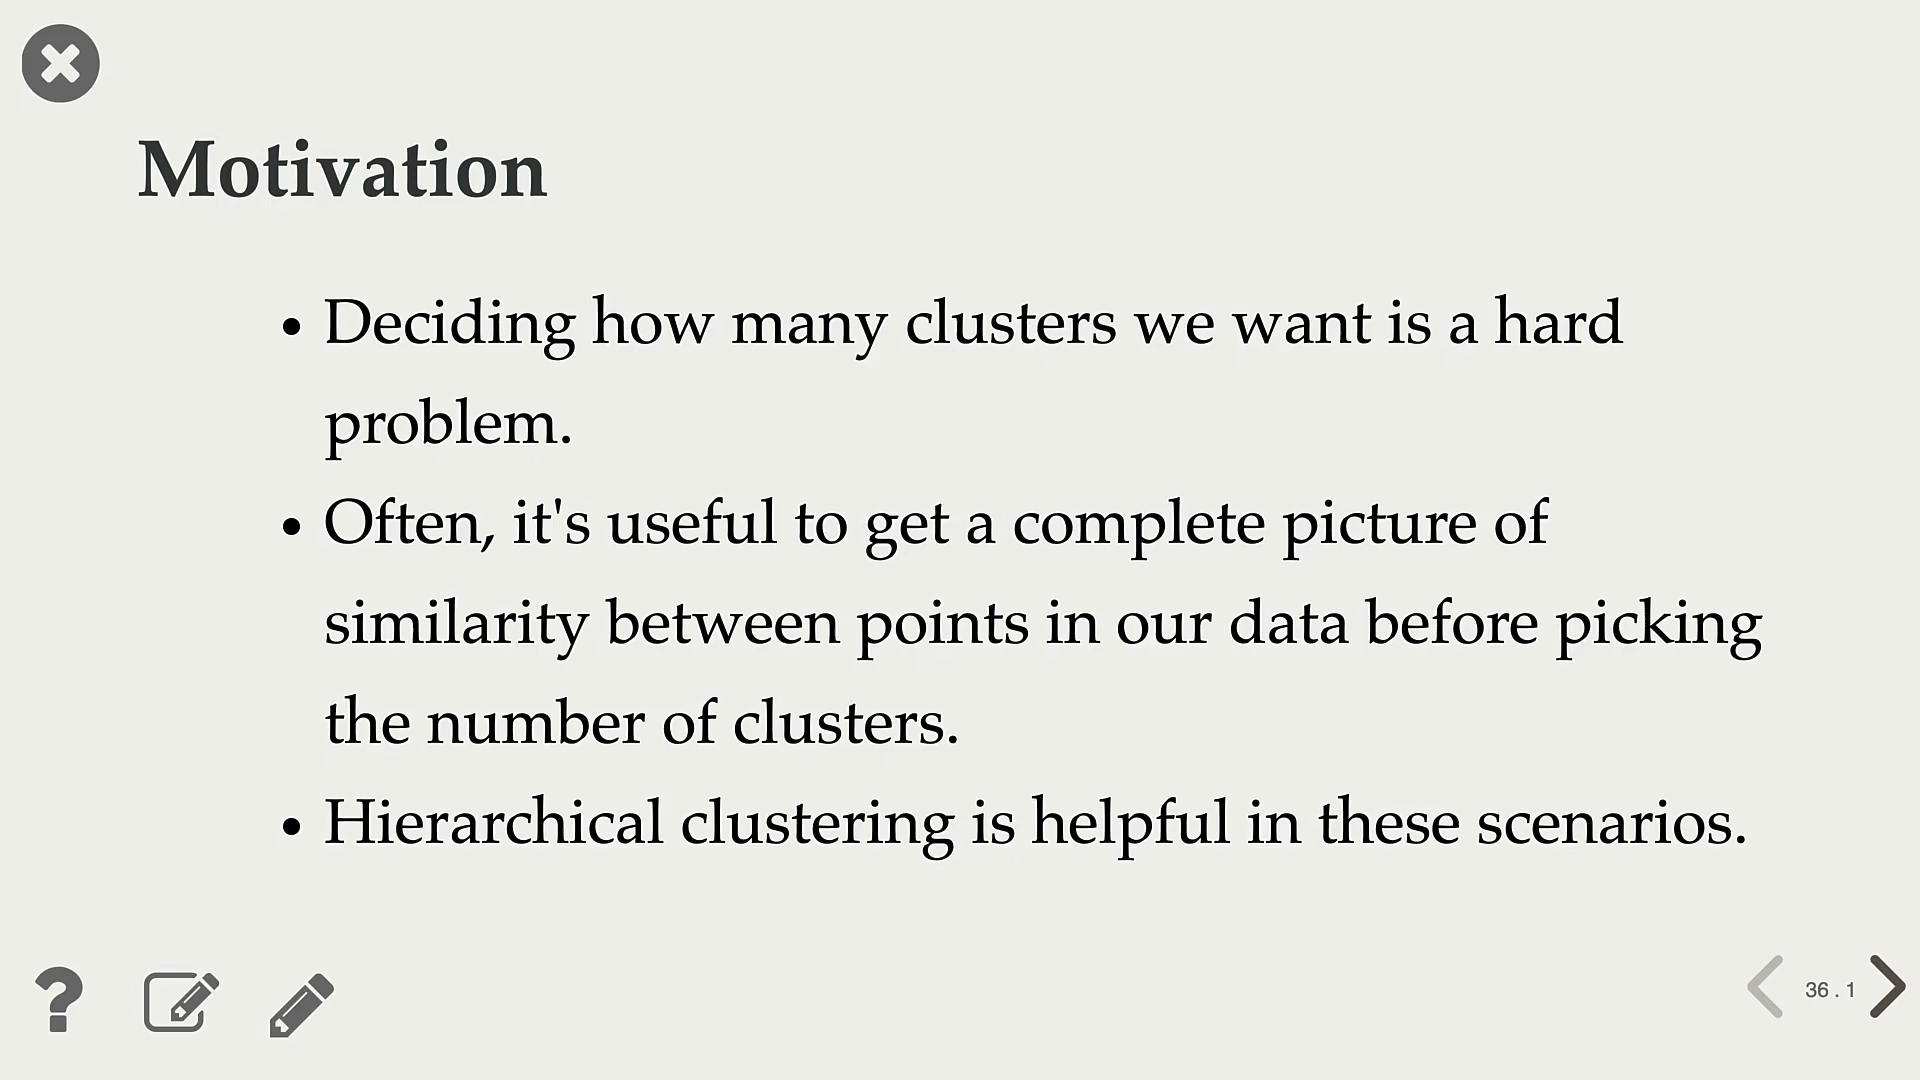 Motivation
• Deciding how many clusters we want is a hard
problem.
• Often, it's useful to get a complete picture of
similarity between points in our data before picking
the number of clusters.
• Hierarchical clustering is helpful in these scenarios.
36 . 1